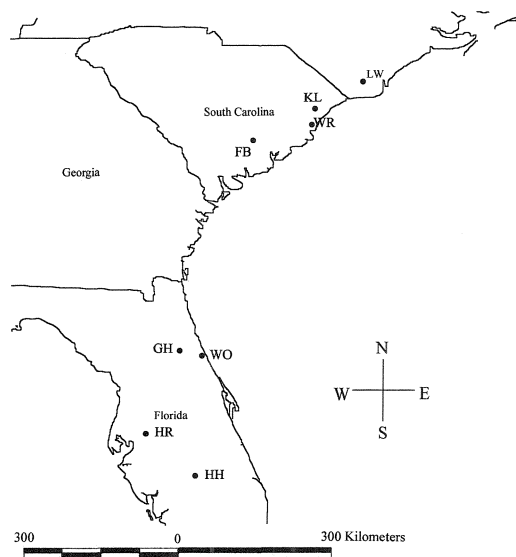 LW
KL
South Carolina
WR
FB
Georgia
N
GH
WO
W E
Florida
S
HR
HH
300 0 300 Kilometers